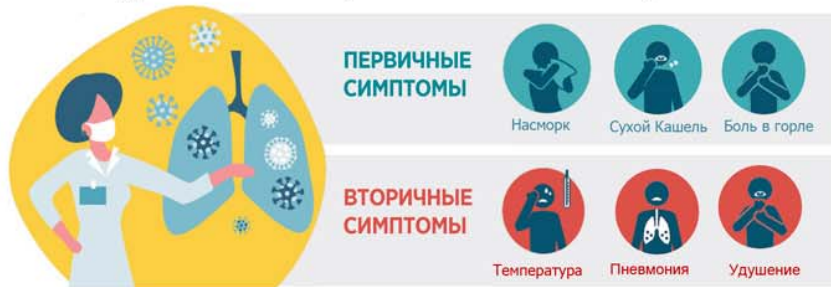 ПЕРВИЧНЫЕ
СИМПТОМЫ
Насморк
Сухой Кашель
Боль в горле
ВТОРИЧНЫЕ
СИМПТОМЫ
Температура
Пневмония
Удушение